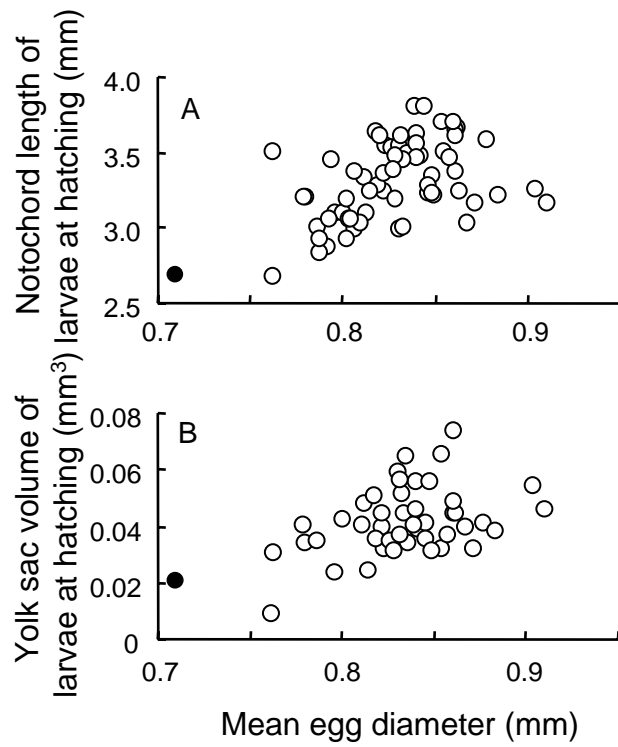 Notochord length of
larvae at hatching (mm)
A
4.0
3.5
3.0
2.5
0.7
0.8
0.9
Yolk sac volume of
larvae at hatching (mm³)
B
0.08
0.06
0.04
0.02
0
0.7
0.8
0.9
Mean egg diameter (mm)